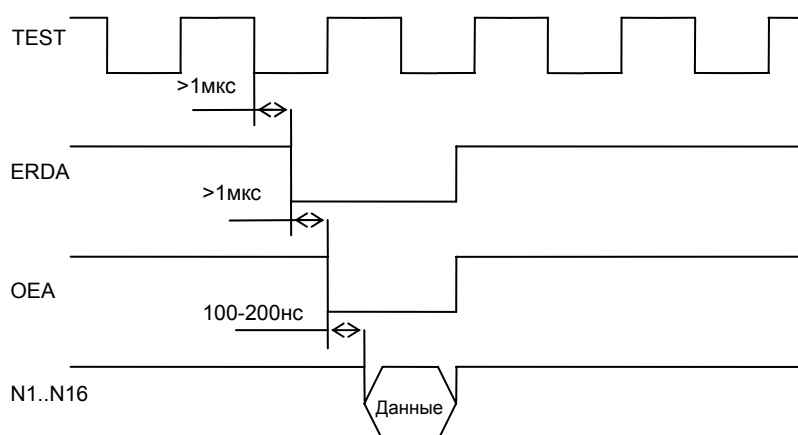 TEST
>1мкс
ERDA
>1мкс
OEA
100-200нс
N1..N16
Данные